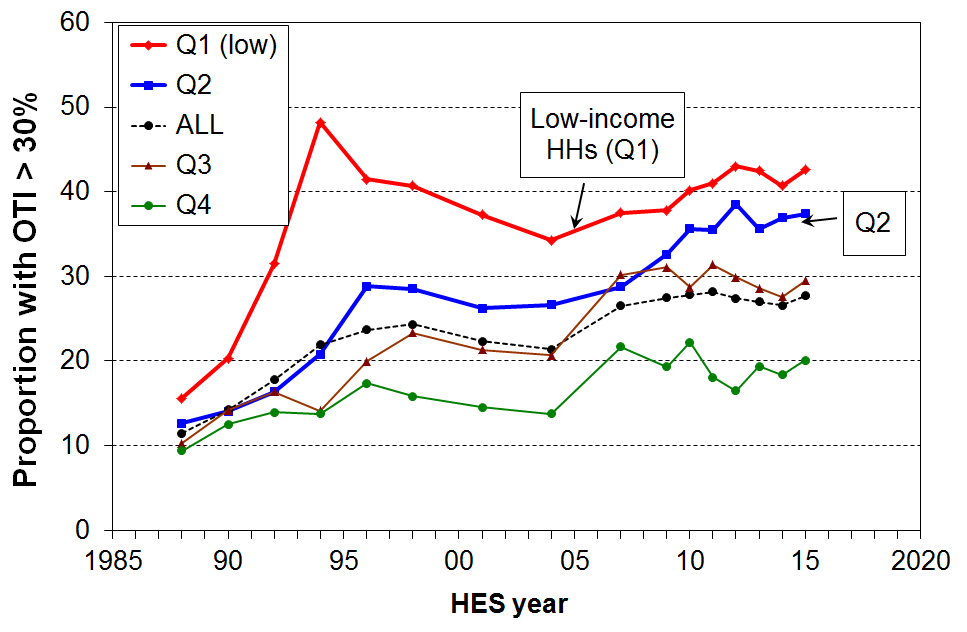 60
50
40
30
20
10
0
Proportion with OTI > 30%
Q1 (low)
Q2
ALL
Q3
Q4
Low-income
HHs (Q1)
Q2
1985 90 95 00 05 10 15 2020
HES year